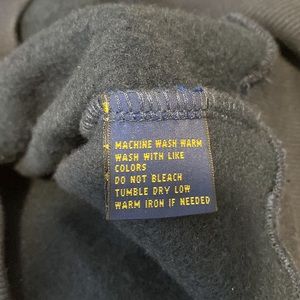 MACHINE WASH WARM
WASH WITH LIKE
COLORS
DO NOT BLEACH
TUMBLE DRY LOW
WARM IRON IF NEEDED